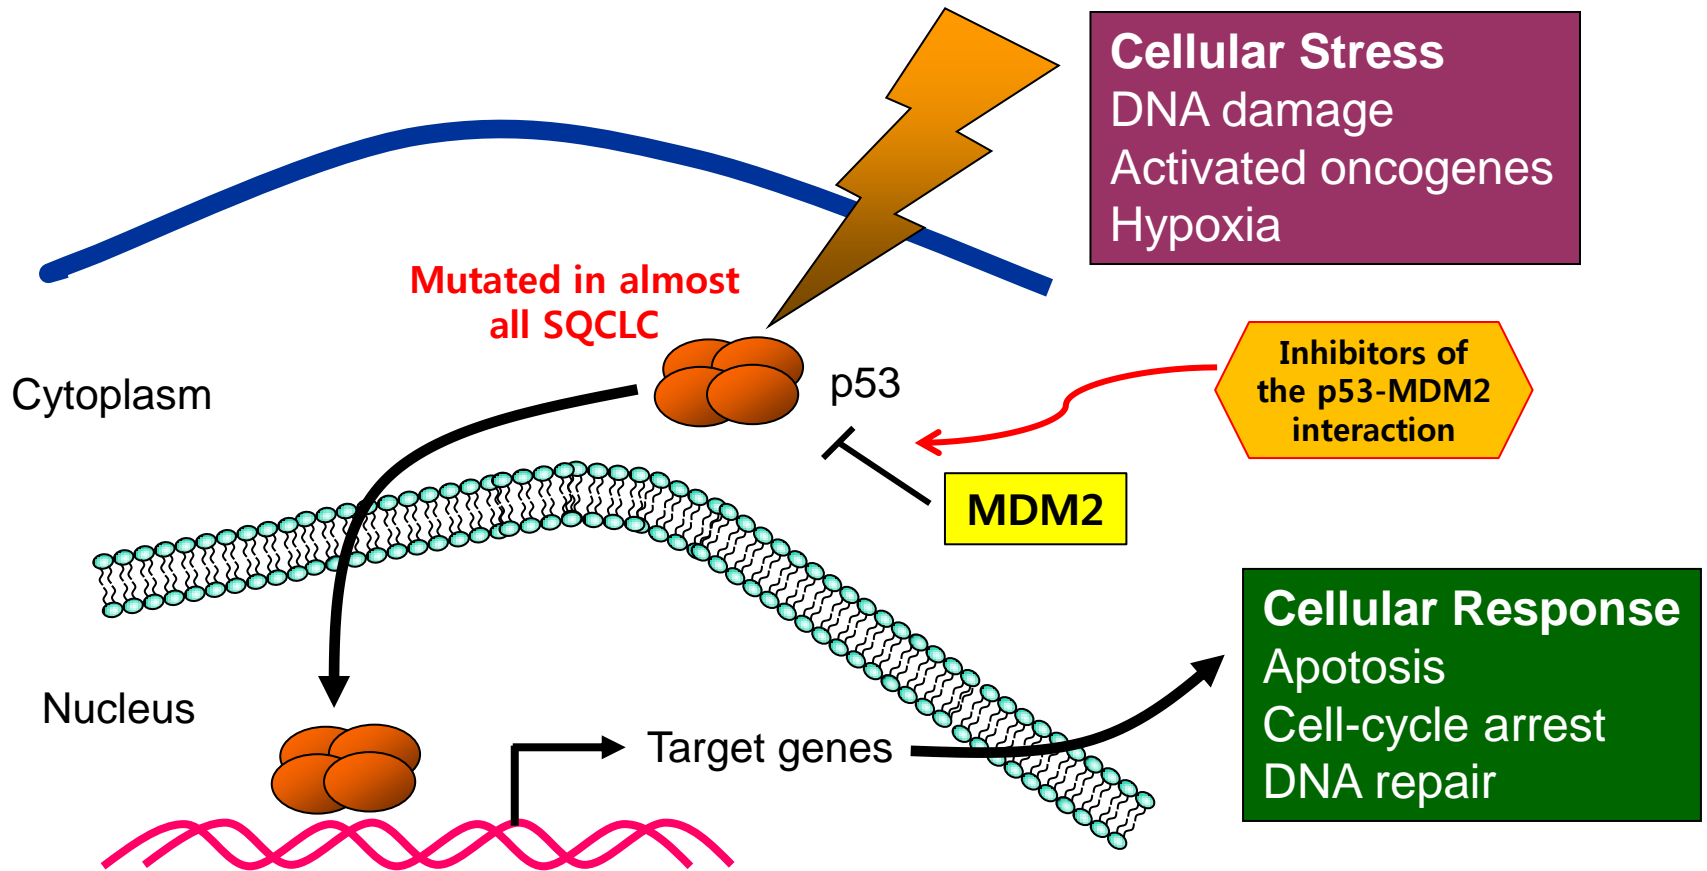 Cellular Stress
DNA damage
Activated oncogenes
Hypoxia
Mutated in almost
all SQCLC
Cytoplasm
p53
Inhibitors of
the p53-MDM2
interaction
MDM2
Cellular Response
Apotosis
Cell-cycle arrest
DNA repair
Nucleus
Target genes